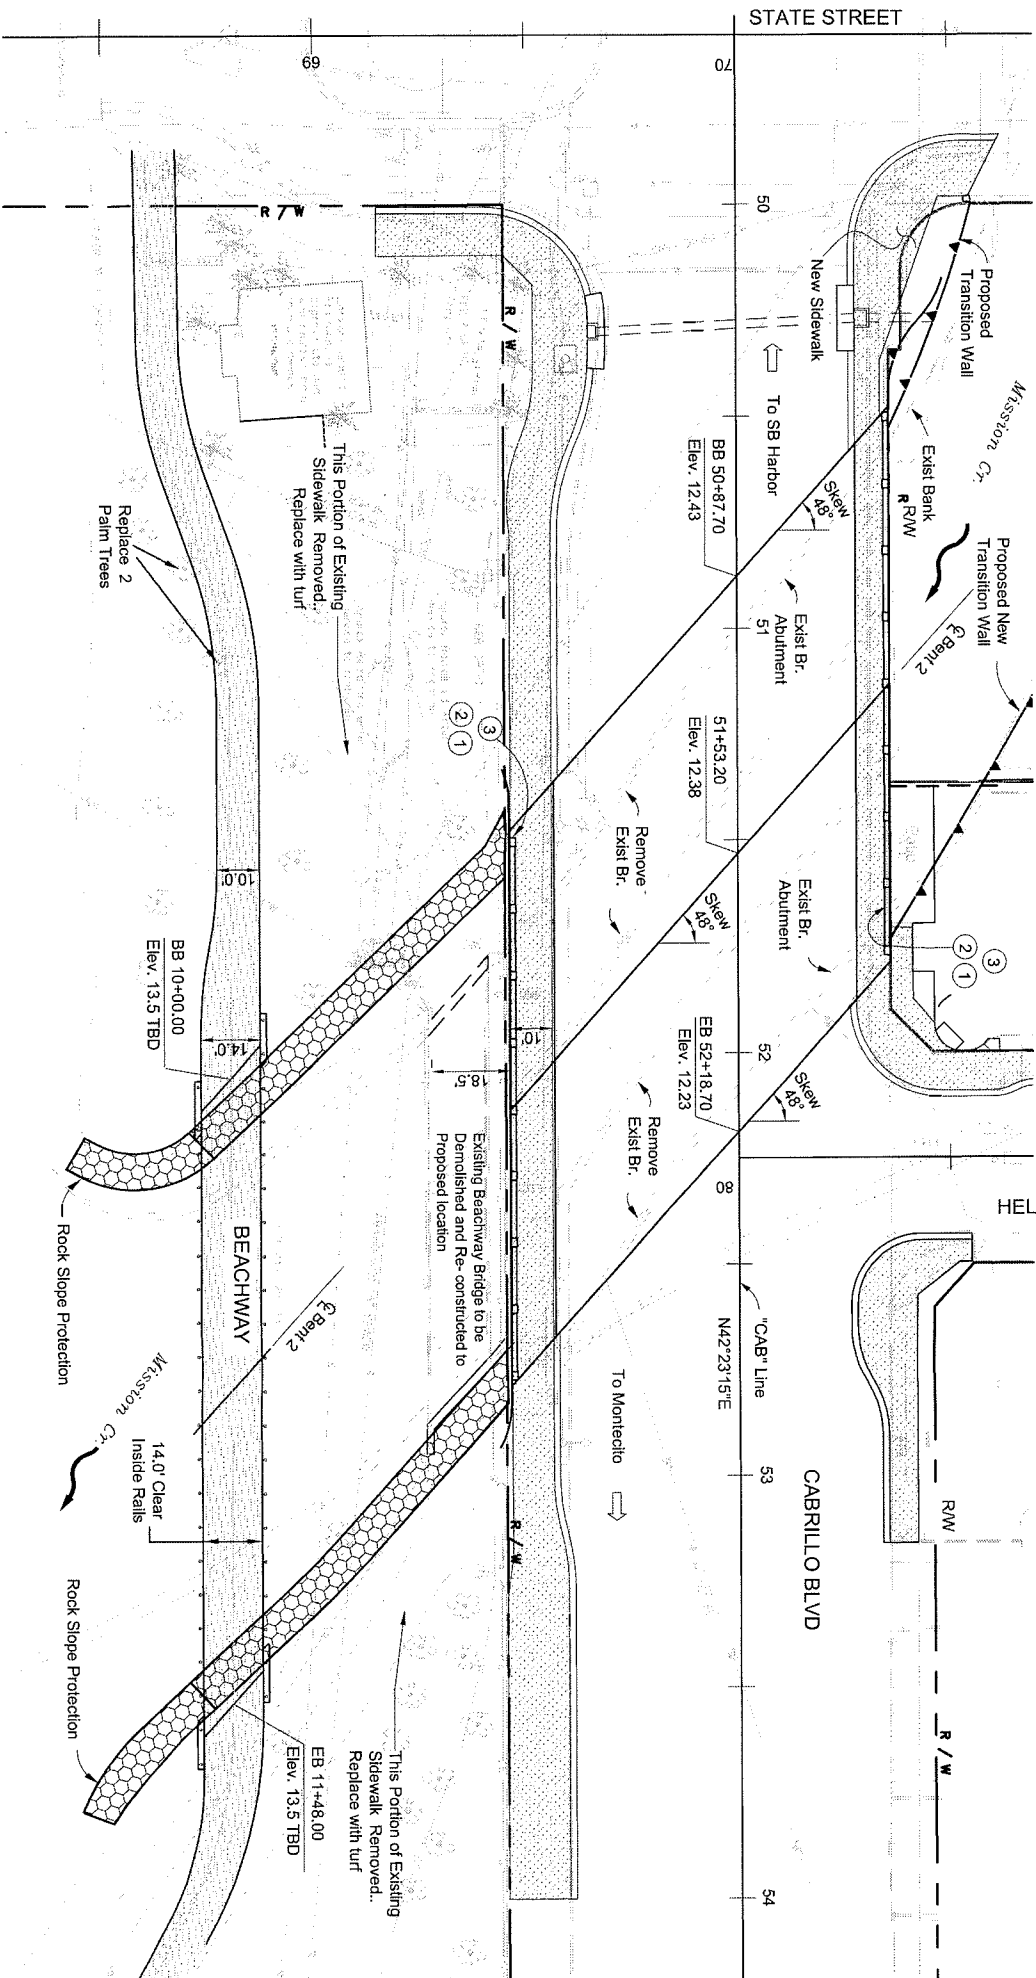 STATE STREET
69
70
50
R / W
R / W
New Sidewalk
Proposed
Transition Wall
Mission Cr.
Exist Bank
R R/W
Proposed New
Transition Wall
℄ Bent 2
To SB Harbor
BB 50+87.70
Elev. 12.43
Skew
48°
Exist Br.
Abutment
51
This Portion of Existing
Sidewalk Removed..
Replace with turf
Replace 2
Palm Trees
3
2 1
51+53.20
Elev. 12.38
Remove
Exist Br.
Skew
48°
Exist Br.
Abutment
3
2 1
10.0'
BB 10+00.00
Elev. 13.5 TBD
14.0'
10'
18.5'
52
EB 52+18.70
Elev. 12.23
Skew
48°
Remove
Exist Br.
Existing Beachway Bridge to be
Demolished and Re- constructed to
Proposed location
80
HEL
Rock Slope Protection
BEACHWAY
℄ Bent 2
"CAB" Line
N42°23'15"E
To Montecito
Mission Cr.
14.0' Clear
Inside Rails
53
CABRILLO BLVD
R/W
R / W
R / W
Rock Slope Protection
EB 11+48.00
Elev. 13.5 TBD
This Portion of Existing
Sidewalk Removed..
Replace with turf
54